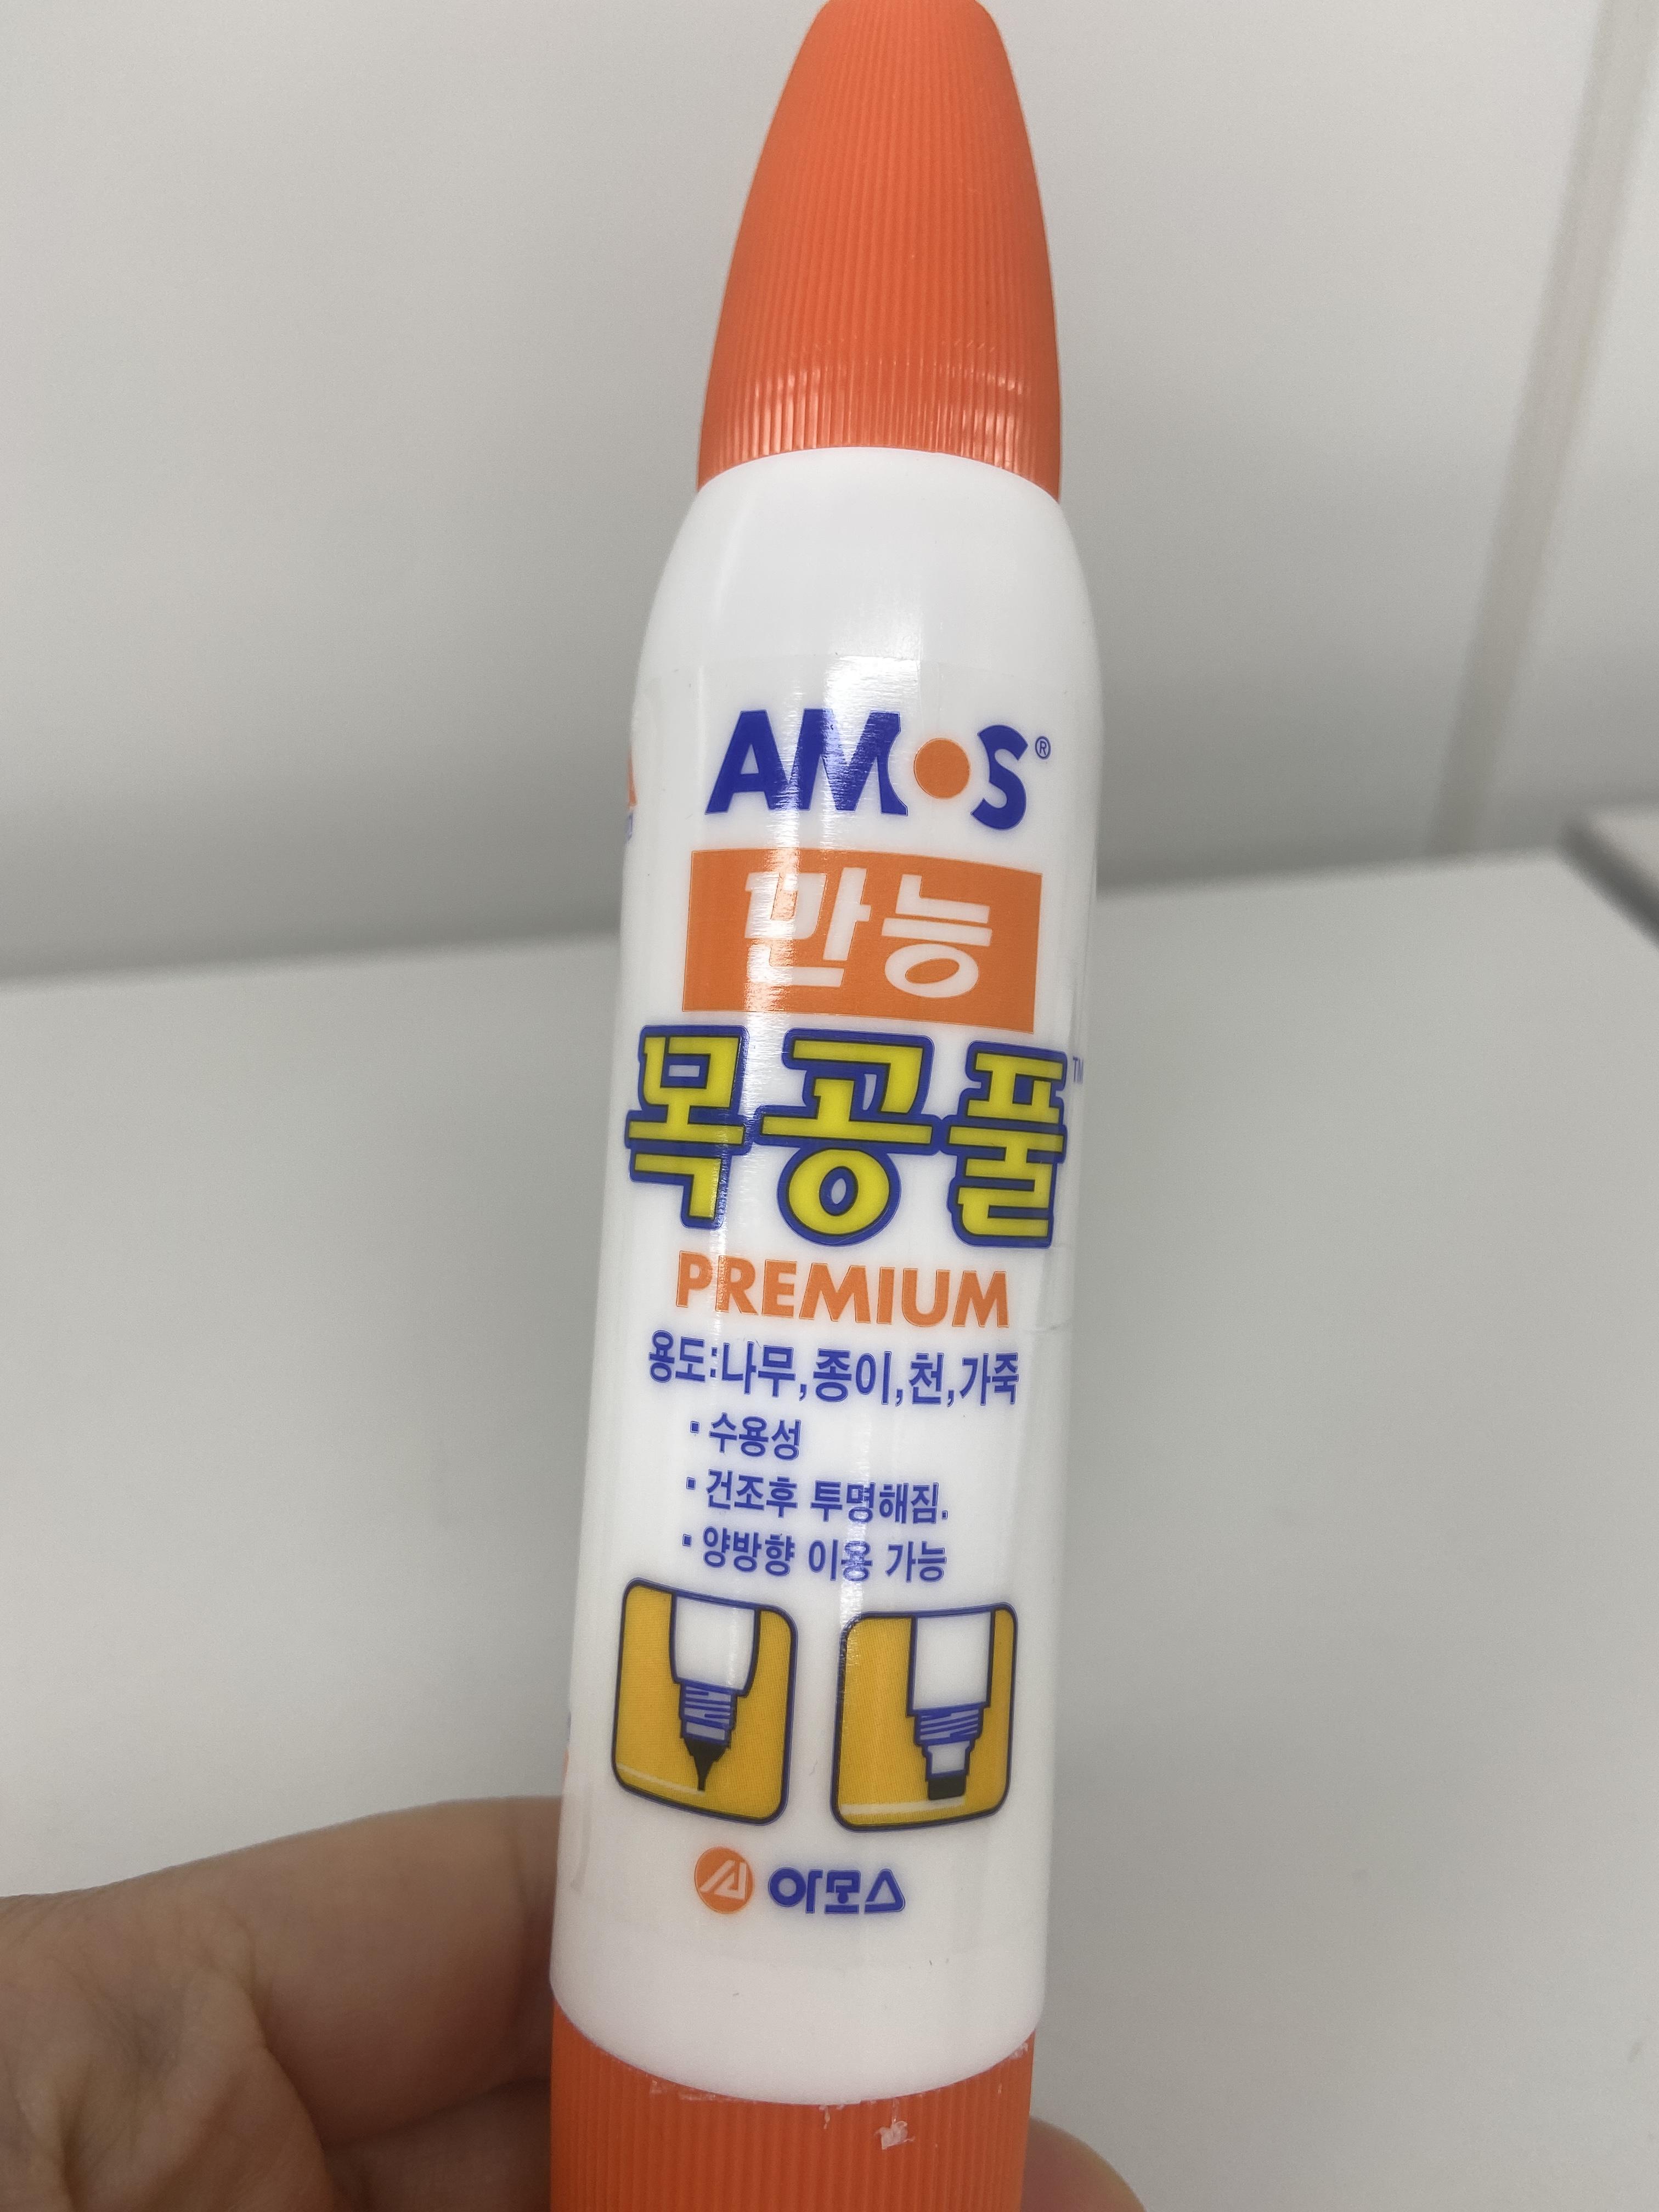 AMOS®
만능
목공풀™
PREMIUM
용도:나무,종이,천,가죽
· 수용성
· 건조후 투명해짐.
· 양방향 이용 가능
아모스